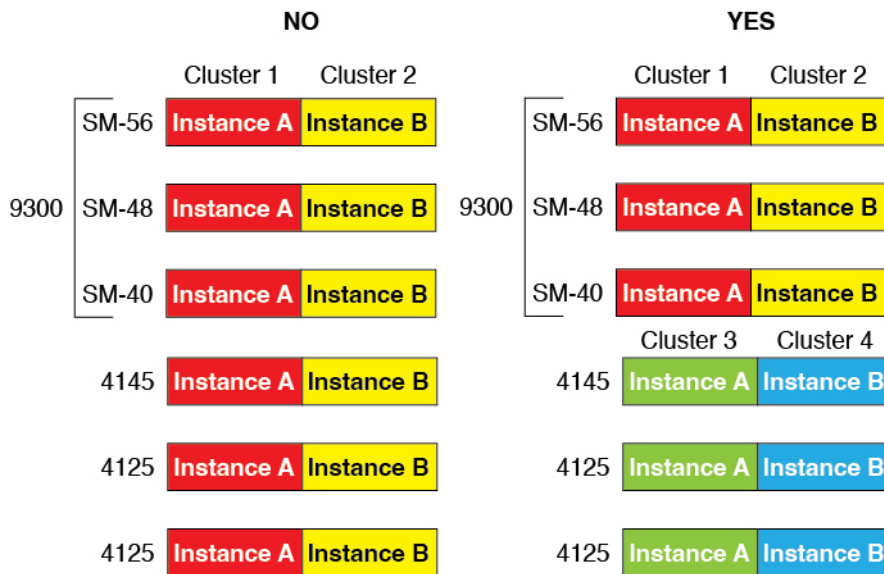 NO YES
Cluster 1 Cluster 2 Cluster 1 Cluster 2
SM-56 Instance A Instance B SM-56 Instance A Instance B
9300 SM-48 Instance A Instance B 9300 SM-48 Instance A Instance B
SM-40 Instance A Instance B SM-40 Instance A Instance B
Cluster 3 Cluster 4
4145 Instance A Instance B 4145 Instance A Instance B
4125 Instance A Instance B 4125 Instance A Instance B
4125 Instance A Instance B 4125 Instance A Instance B